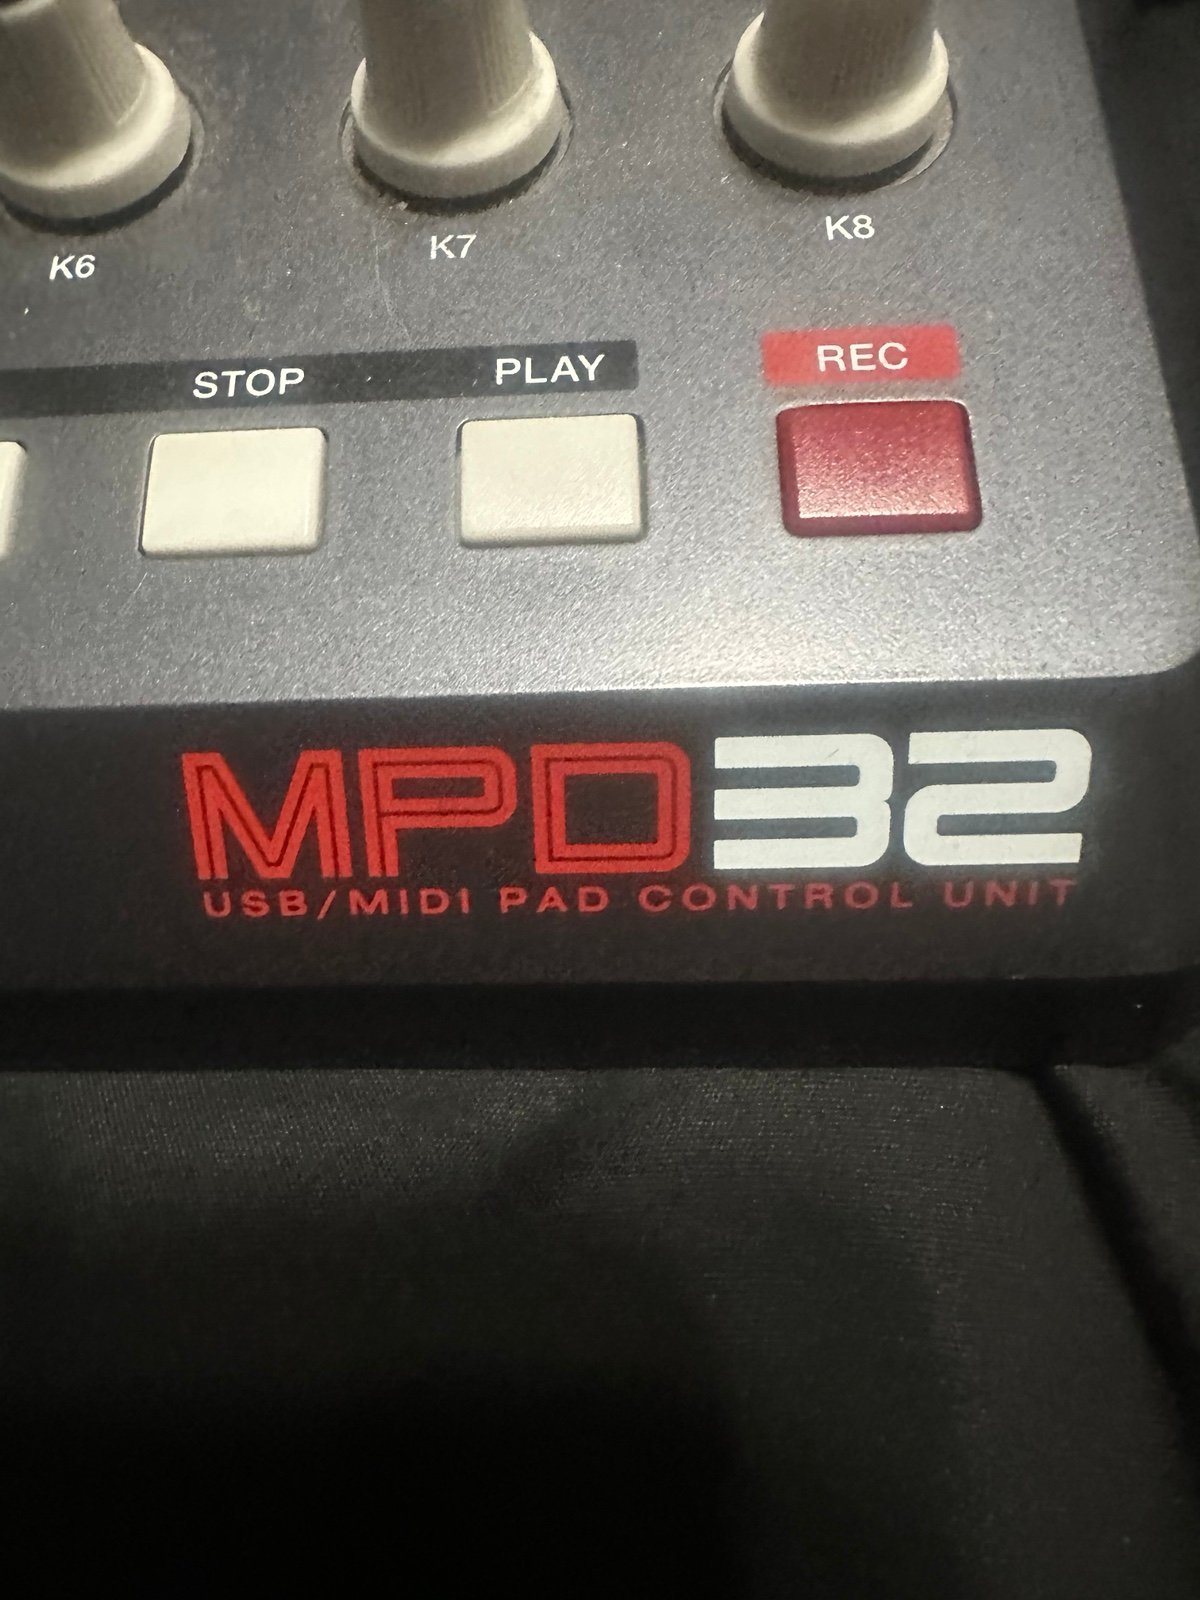 K6 K7 K8
STOP PLAY REC
MPD32
USB/MIDI PAD CONTROL UNIT